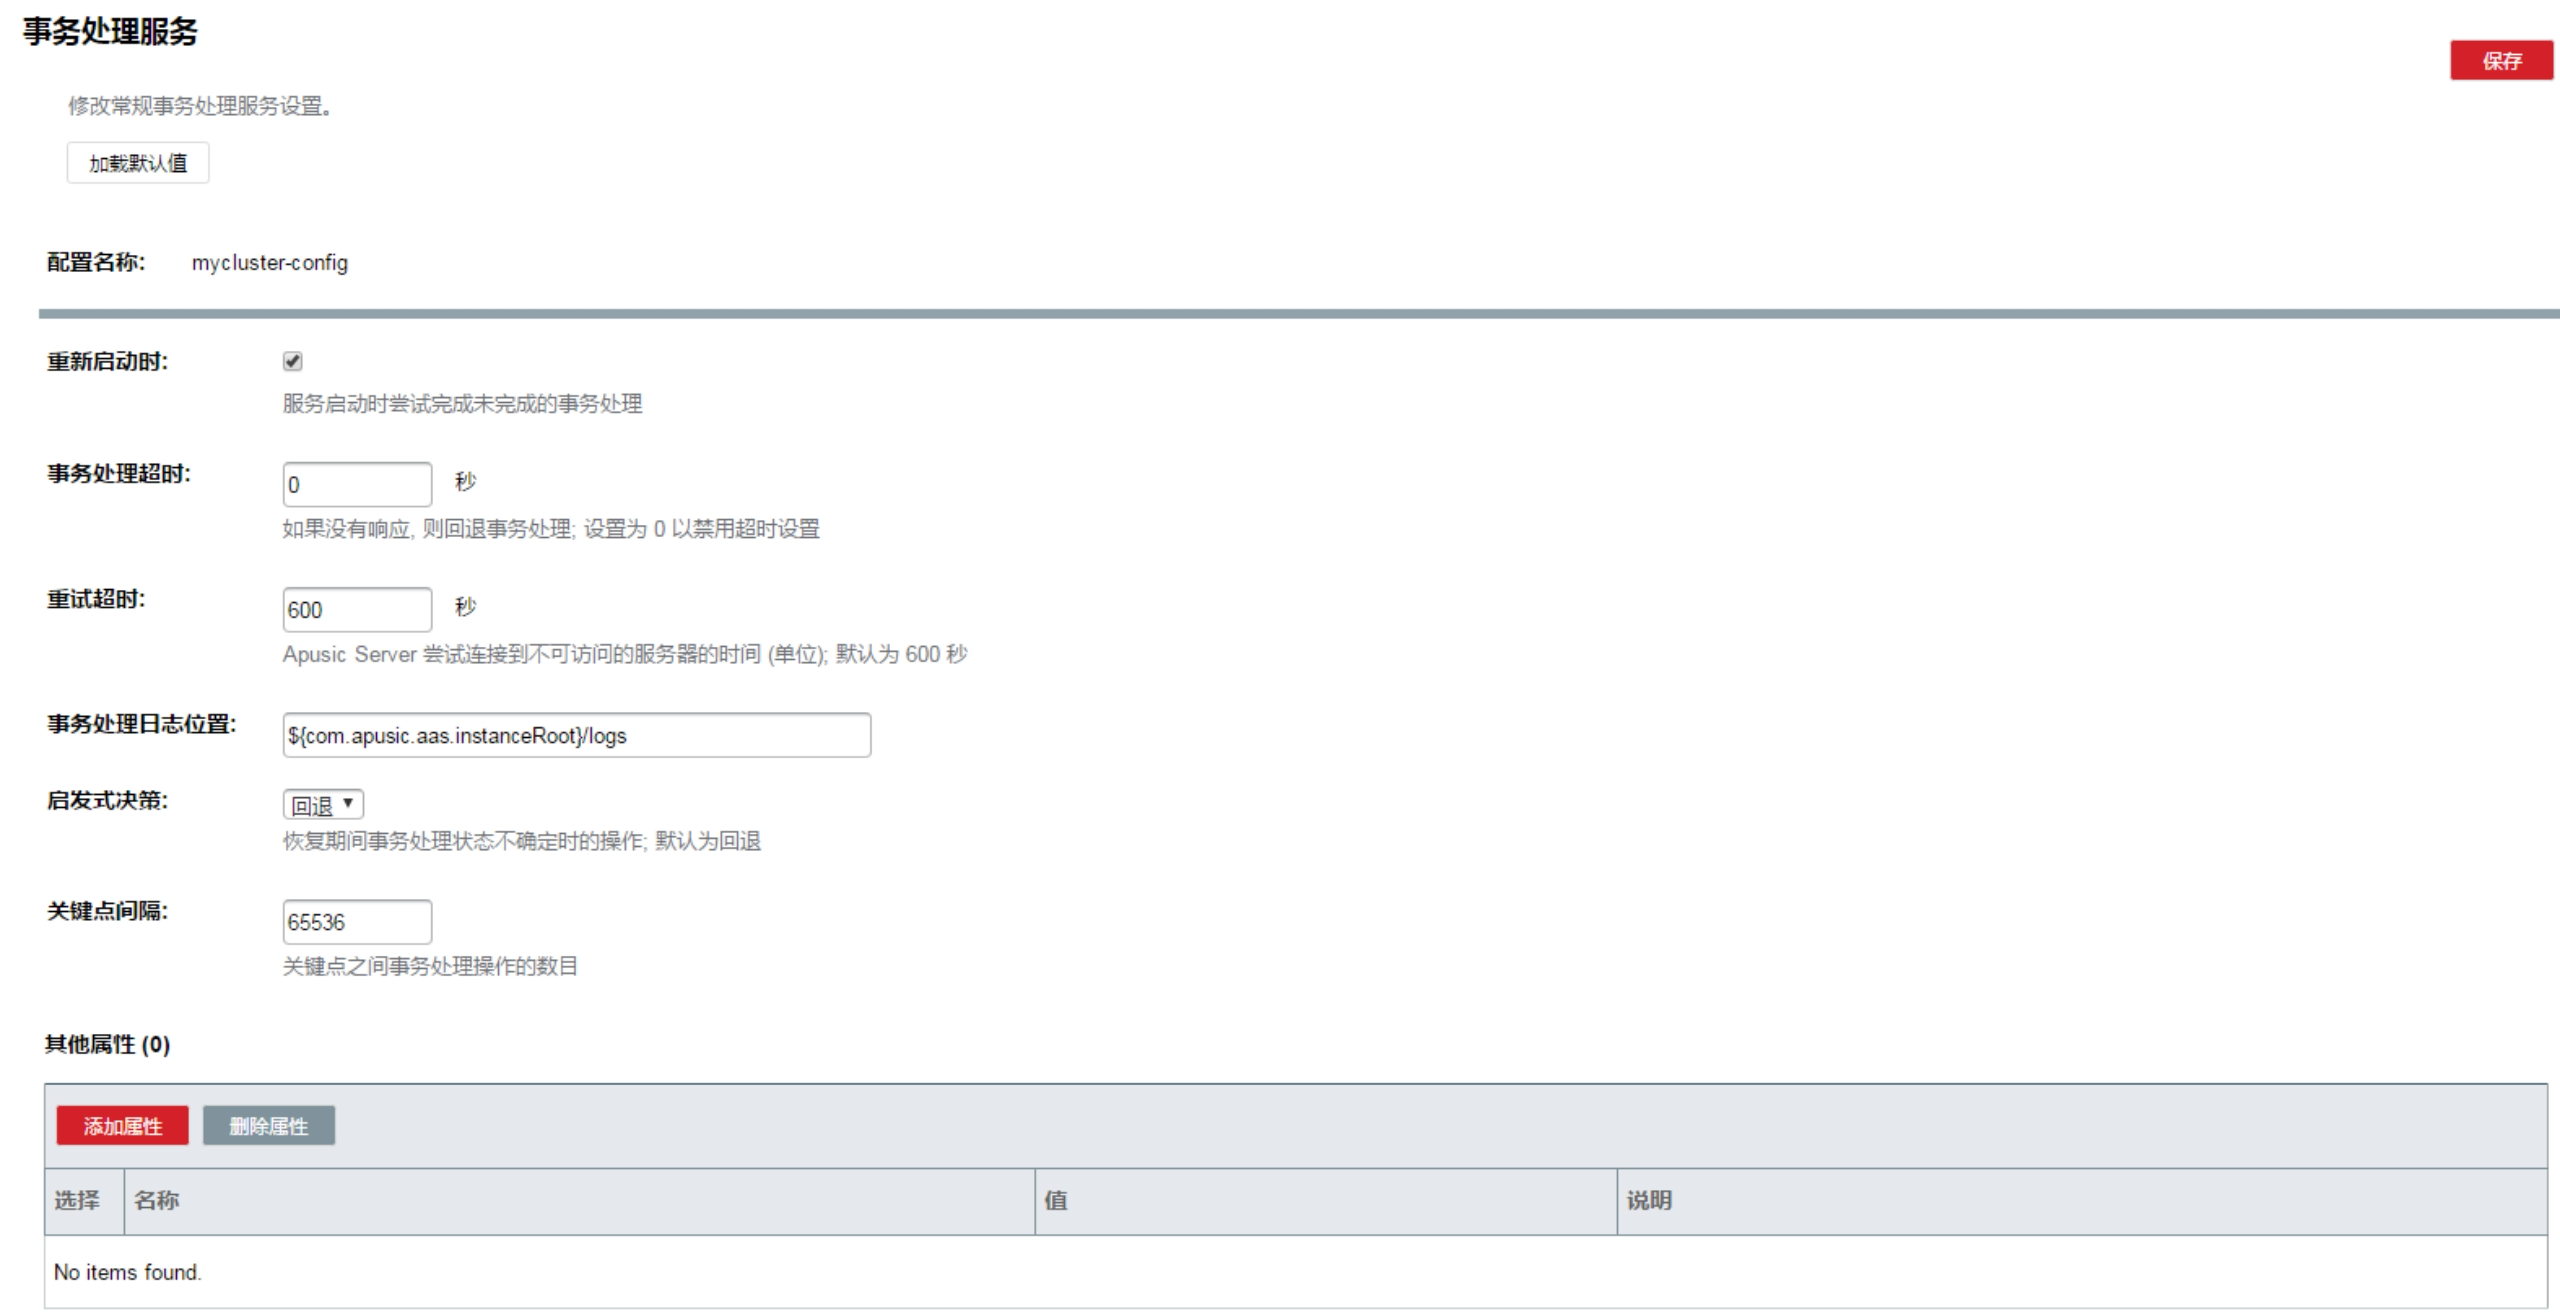 事务处理服务
保存
修改常规事务处理服务设置。
加载默认值
配置名称: mycluster-config
重新启动时:
服务启动时尝试完成未完成的事务处理
事务处理超时: 0 秒
如果没有响应, 则回退事务处理; 设置为 0 以禁用超时设置
重试超时: 600 秒
Apusic Server 尝试连接到不可访问的服务器的时间 (单位); 默认为 600 秒
事务处理日志位置: ${com.apusic.aas.instanceRoot}/logs
启发式决策: 回退
恢复期间事务处理状态不确定时的操作; 默认为回退
关键点间隔: 65536
关键点之间事务处理操作的数目
其他属性 (0)
添加属性 删除属性
选择 名称 值 说明
No items found.